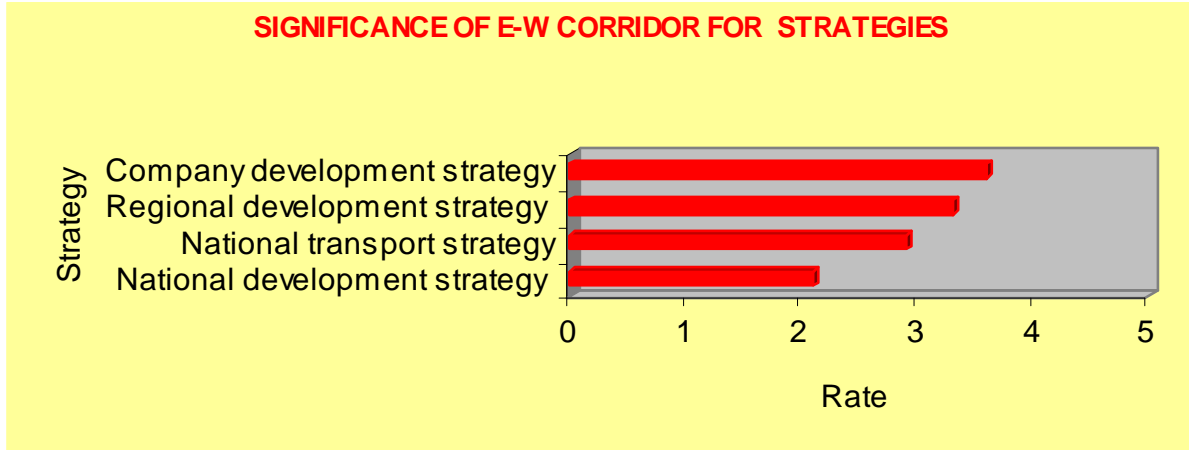 SIGNIFICANCE OF E-W CORRIDOR FOR STRATEGIES
Strategy
Company development strategy
Regional development strategy
National transport strategy
National development strategy
0 1 2 3 4 5
Rate